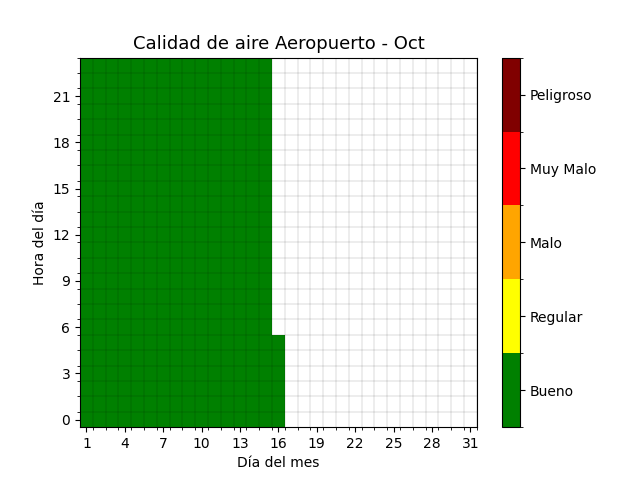 Calidad de aire Aeropuerto - Oct
Hora del día
21
18
15
12
9
6
3
0
1 4 7 10 13 16 19 22 25 28 31
Día del mes
Peligroso
Muy Malo
Malo
Regular
Bueno